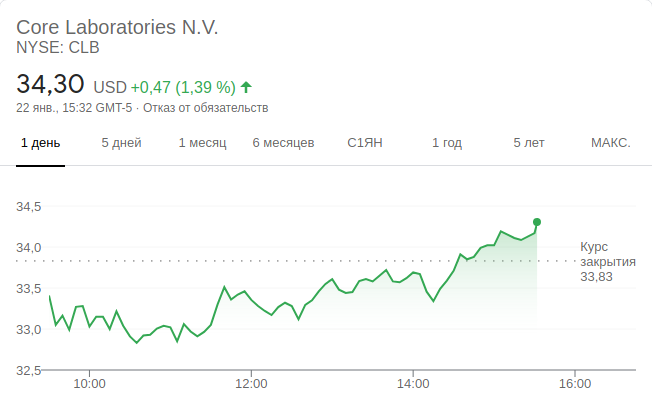 Core Laboratories N.V.
NYSE: CLB
34,30 USD +0,47 (1,39 %)
22 янв., 15:32 GMT-5 · Отказ от обязательств
1 день 5 дней 1 месяц 6 месяцев С1ЯН 1 год 5 лет МАКС.
34,5
34,0
33,5
33,0
32,5
Курс
закрытия
33,83
10:00 12:00 14:00 16:00